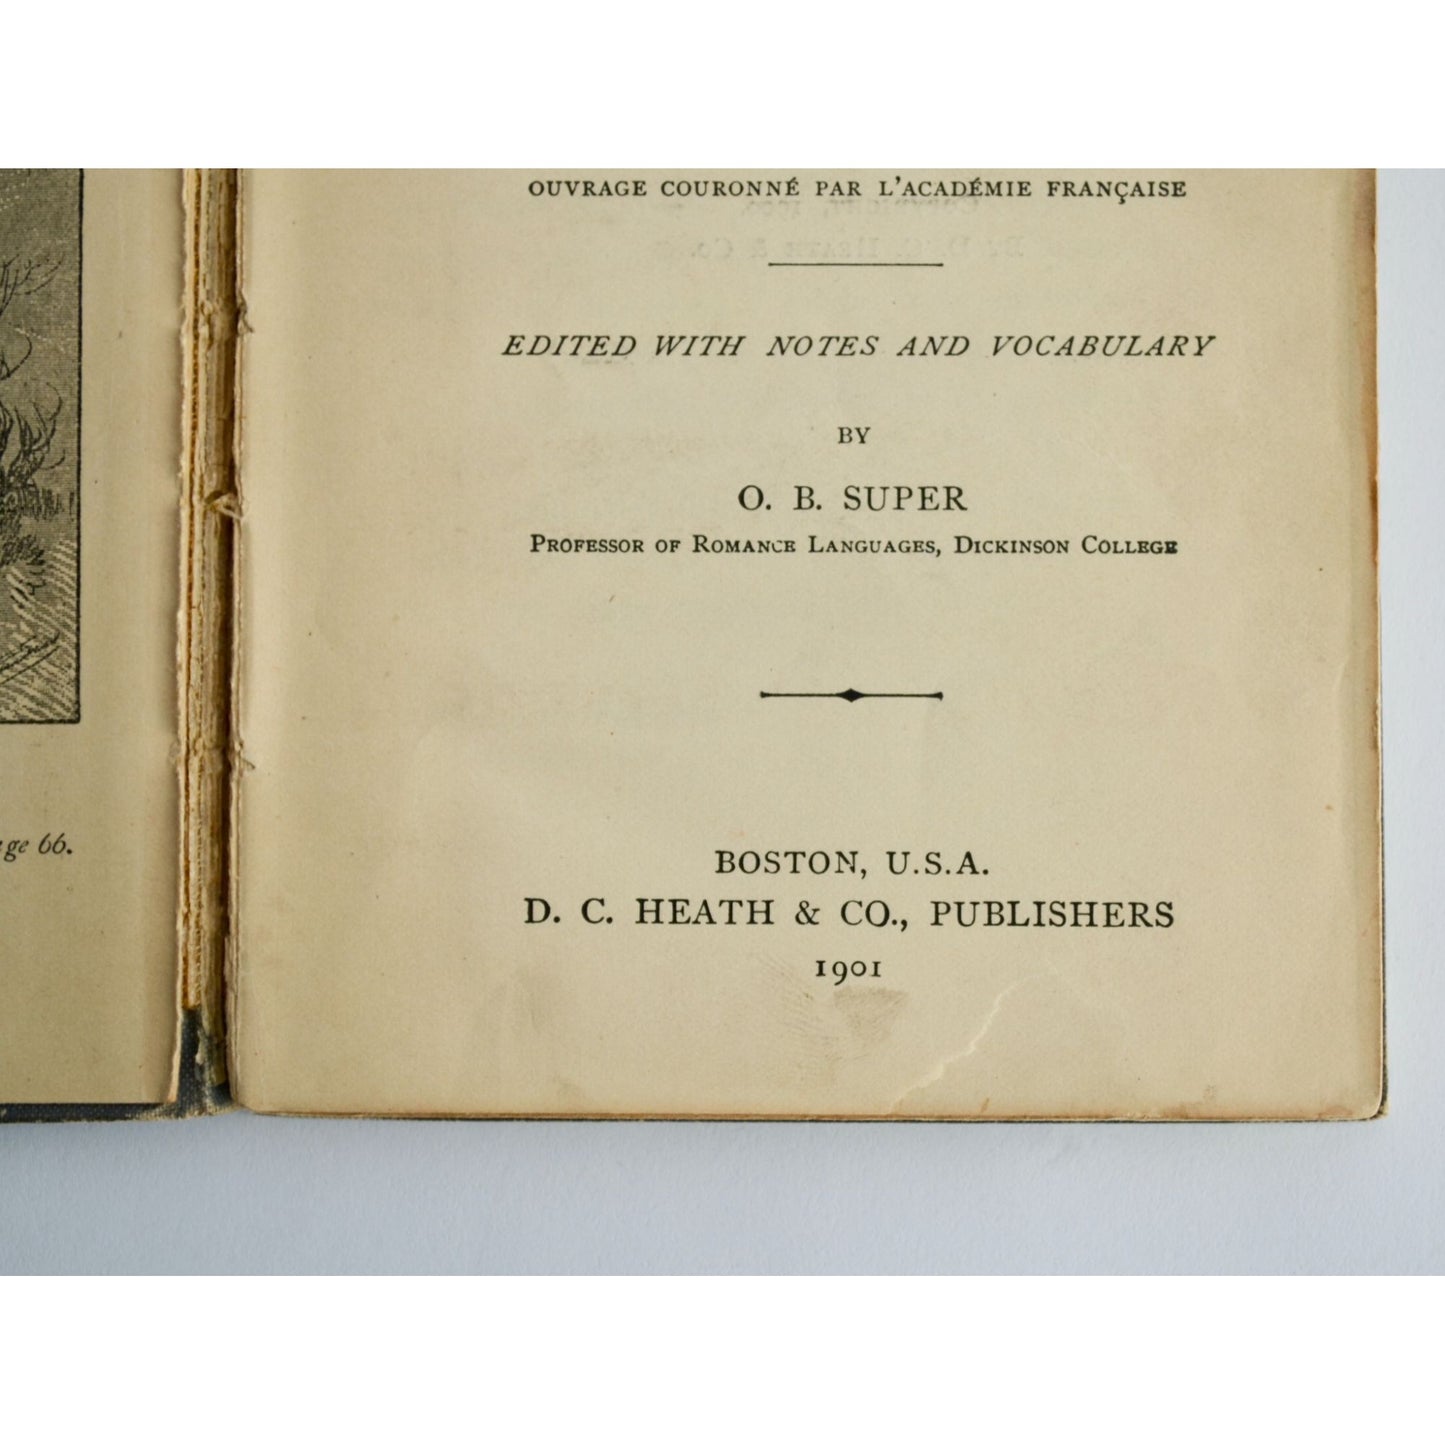 OUVRAGE COURONNÉ PAR L'ACADÉMIE FRANÇAISE
EDITED WITH NOTES AND VOCABULARY
BY
O. B. SUPER
PROFESSOR OF ROMANCE LANGUAGES, DICKINSON COLLEGE
BOSTON, U.S.A.
D. C. HEATH & CO., PUBLISHERS
1901
66.